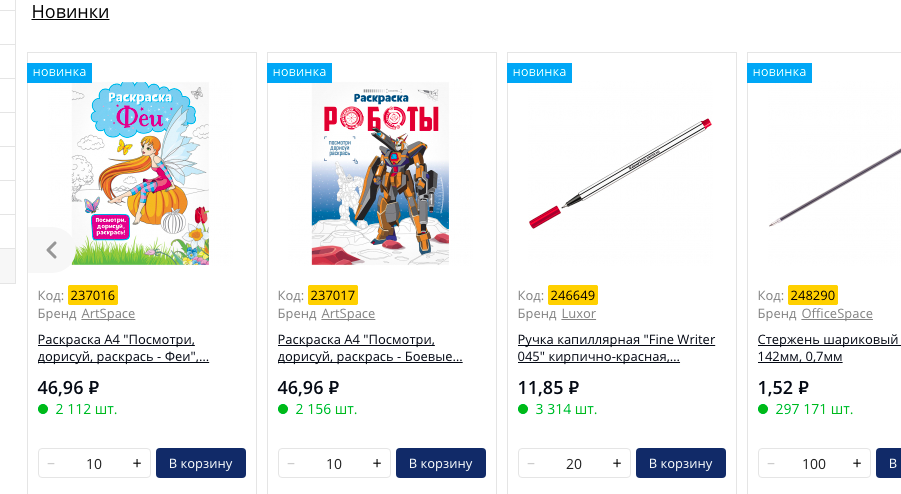 Новинки
новинка
Раскраска
Феи
Посмотри,
дорисуй,
раскрась!
Код: 237016
Бренд ArtSpace
Раскраска А4 "Посмотри,
дорисуй, раскрась - Феи",...
46,96 ₽
2 112 шт.
− 10 + В корзину
новинка
Раскраска
РОБОТЫ
ПОСМОТРИ
ДОРИСУЙ
РАСКРАСЬ
Код: 237017
Бренд ArtSpace
Раскраска А4 "Посмотри,
дорисуй, раскрась - Боевые...
46,96 ₽
2 156 шт.
− 10 + В корзину
новинка
Код: 246649
Бренд Luxor
Ручка капиллярная "Fine Writer
045" кирпично-красная,...
11,85 ₽
3 314 шт.
− 20 + В корзину
новинка
Код: 248290
Бренд OfficeSpace
Стержень шариковый
142мм, 0,7мм
1,52 ₽
297 171 шт.
− 100 + В